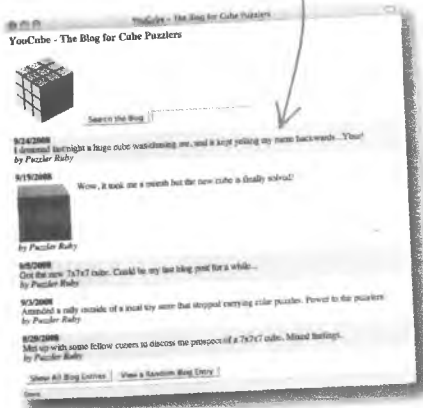 YouCube - The Blog for Cube Puzzlers
YouCube - The Blog for Cube Puzzlers
Search the Blog
9/24/2008
I dreamed last night a huge cube was chasing me, and it kept yelling my name backwards... Ybur!
by Puzzler Ruby
9/19/2008
Wow, it took me a month but the new cube is finally solved!
by Puzzler Ruby
9/5/2008
Got the new 7x7x7 cube. Could be my last blog post for a while...
by Puzzler Ruby
9/3/2008
Attended a rally outside of a local toy store that stopped carrying cube puzzles. Power to the puzzlers
by Puzzler Ruby
8/29/2008
Met up with some fellow cubers to discuss the prospect of a 7x7x7 cube. Mixed feelings.
by Puzzler Ruby
Show All Blog Entries
View a Random Blog Entry
Done